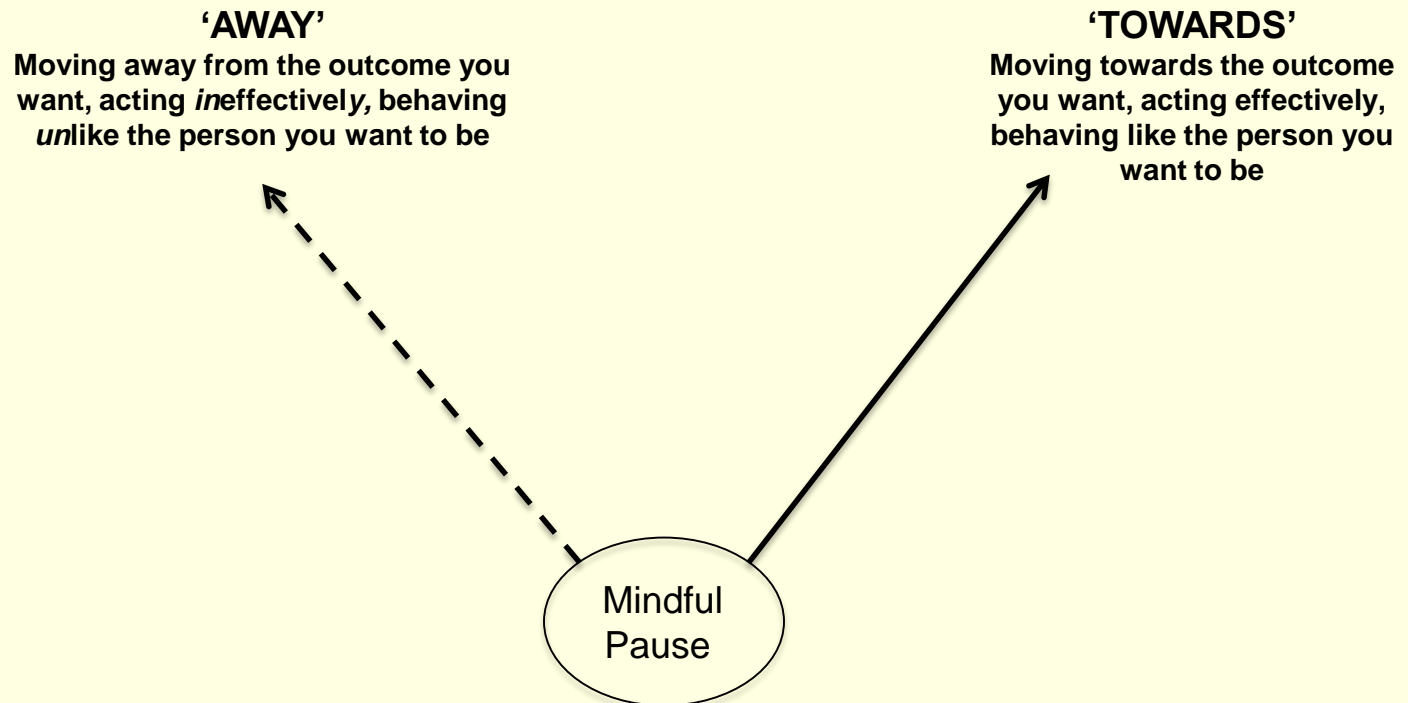 ‘AWAY’
Moving away from the outcome you
want, acting ineffectively, behaving
unlike the person you want to be
‘TOWARDS’
Moving towards the outcome
you want, acting effectively,
behaving like the person you
want to be
Mindful
Pause